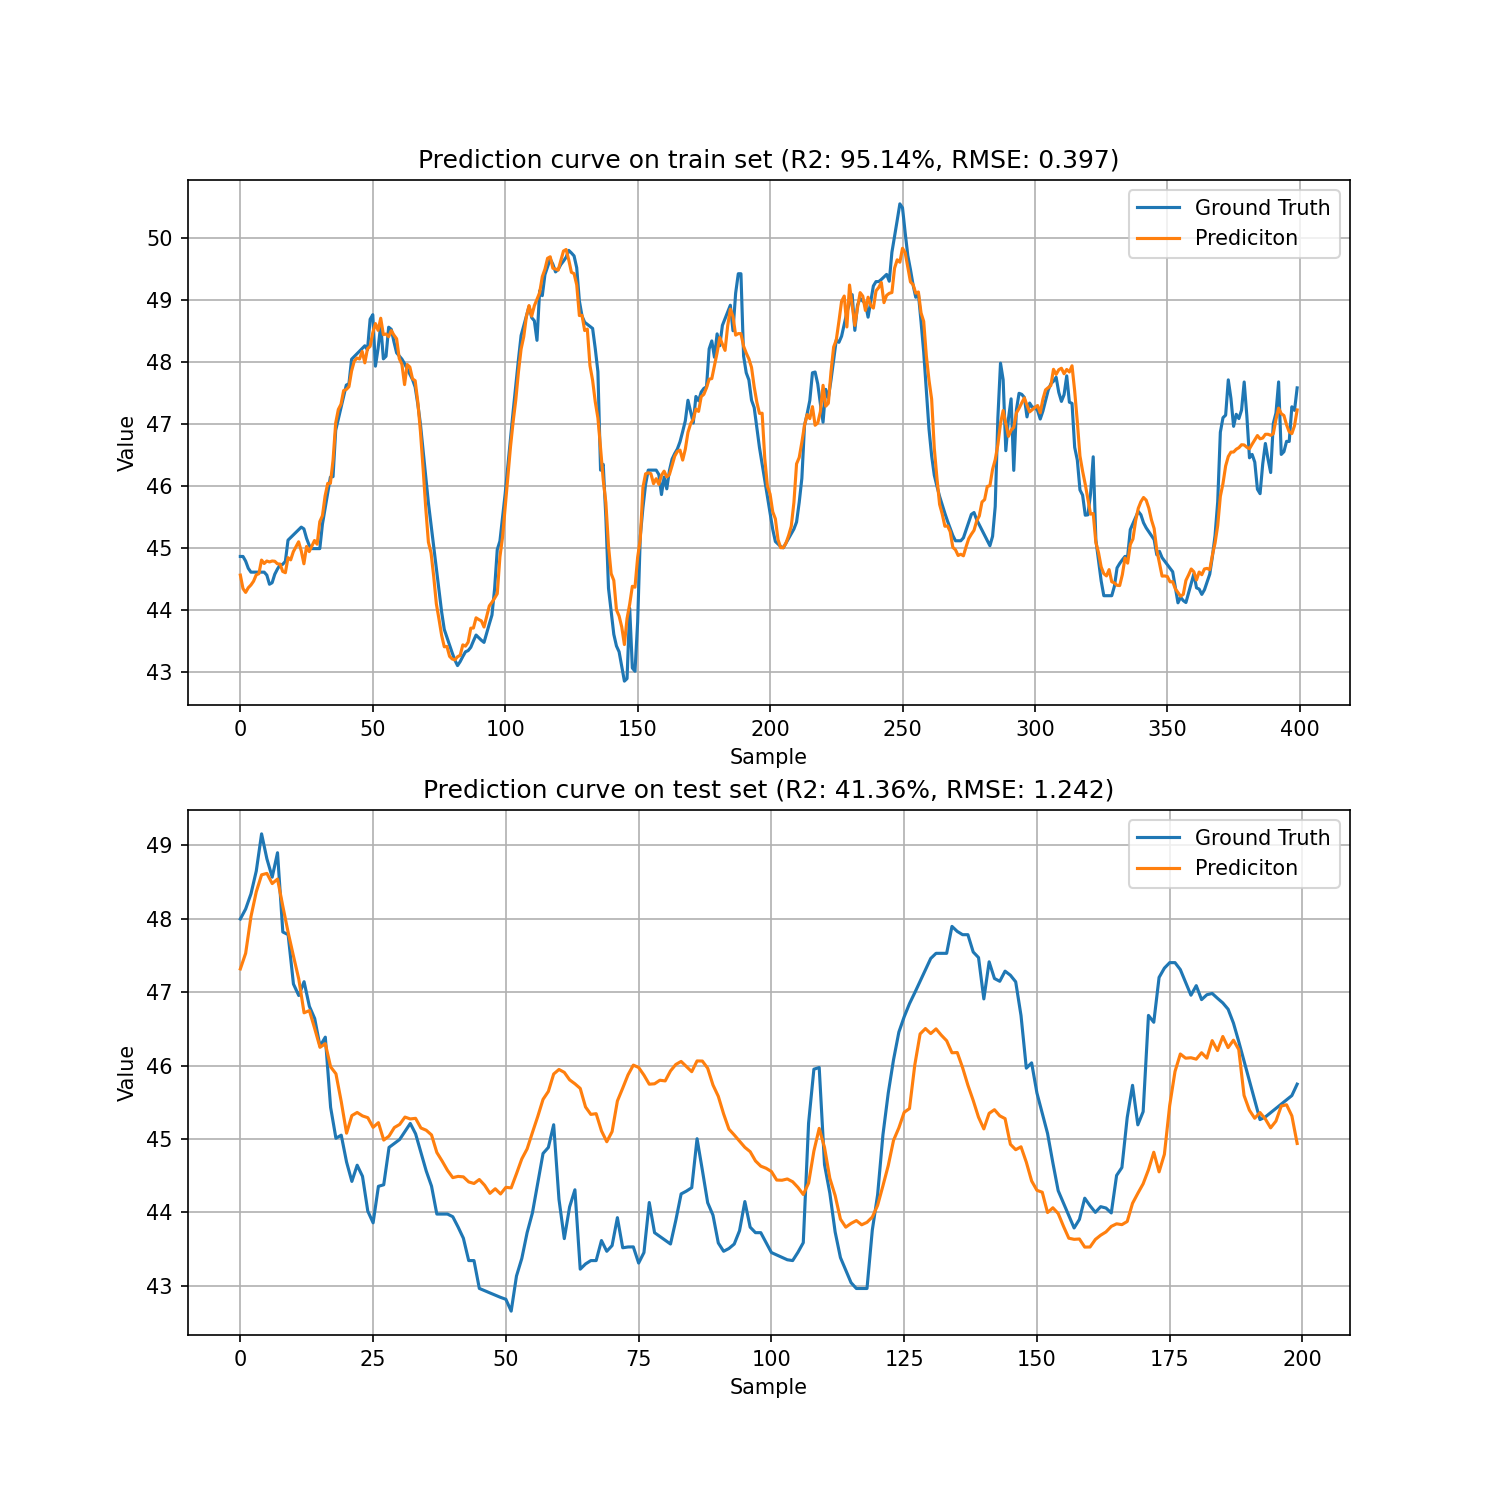 Prediction curve on train set (R2: 95.14%, RMSE: 0.397)
Ground Truth
Prediciton
50
49
48
47
46
45
44
43
Value
0 50 100 150 200 250 300 350 400
Sample
Prediction curve on test set (R2: 41.36%, RMSE: 1.242)
Ground Truth
Prediciton
49
48
47
46
45
44
43
Value
0 25 50 75 100 125 150 175 200
Sample